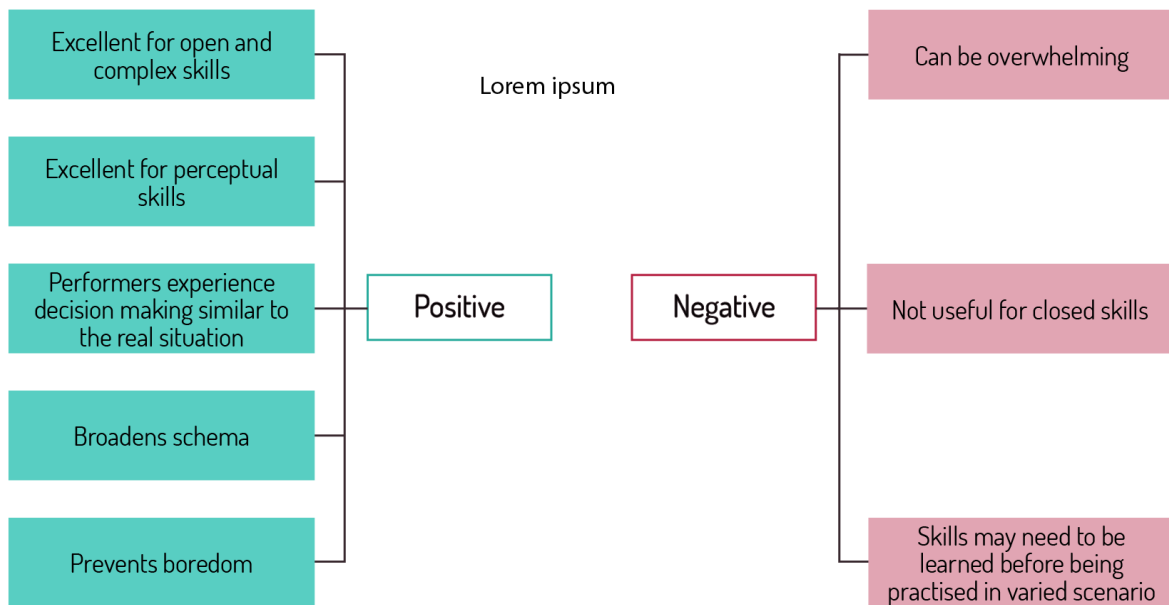 Excellent for open and
complex skills
Excellent for perceptual
skills
Performers experience
decision making similar to
the real situation
Broadens schema
Prevents boredom
Positive
Lorem ipsum
Negative
Can be overwhelming
Not useful for closed skills
Skills may need to be
learned before being
practised in varied scenario